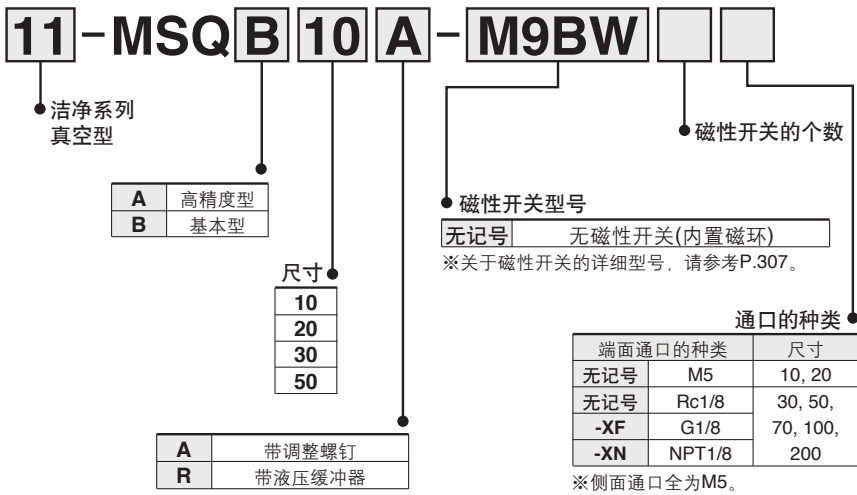 11-MSQB10A-M9BW
洁净系列
真空型
A 高精度型
B 基本型
尺寸
10
20
30
50
A 带调整螺钉
R 带液压缓冲器
磁性开关的个数
磁性开关型号
无记号 无磁性开关(内置磁环)
※关于磁性开关的详细型号，请参考P.307。
通口的种类
端面通口的种类 尺寸
无记号 M5 10, 20
无记号 Rc1/8 30, 50,
-XF G1/8 70, 100,
-XN NPT1/8 200
※侧面通口全为M5。